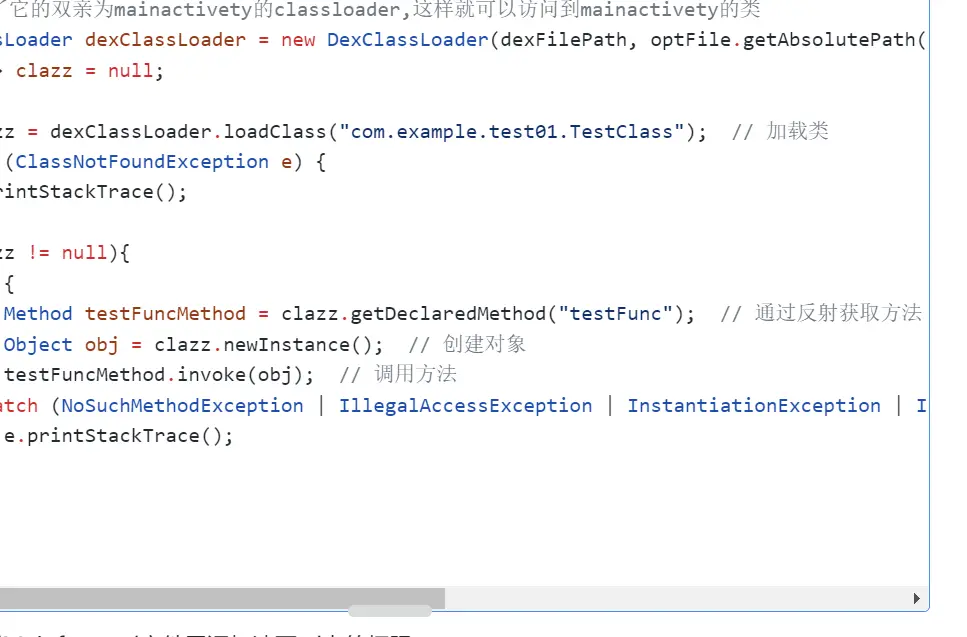 了它的双亲为mainactivety的classloader,这样就可以访问到mainactivety的类
sLoader dexClassLoader = new DexClassLoader(dexFilePath, optFile.getAbsolutePath(
> clazz = null;
zz = dexClassLoader.loadClass("com.example.test01.TestClass");  // 加载类
(ClassNotFoundException e) {
rintStackTrace();
zz != null){
{
Method testFuncMethod = clazz.getDeclaredMethod("testFunc");  // 通过反射获取方法
Object obj = clazz.newInstance();  // 创建对象
testFuncMethod.invoke(obj);  // 调用方法
atch (NoSuchMethodException | IllegalAccessException | InstantiationException | I
e.printStackTrace();